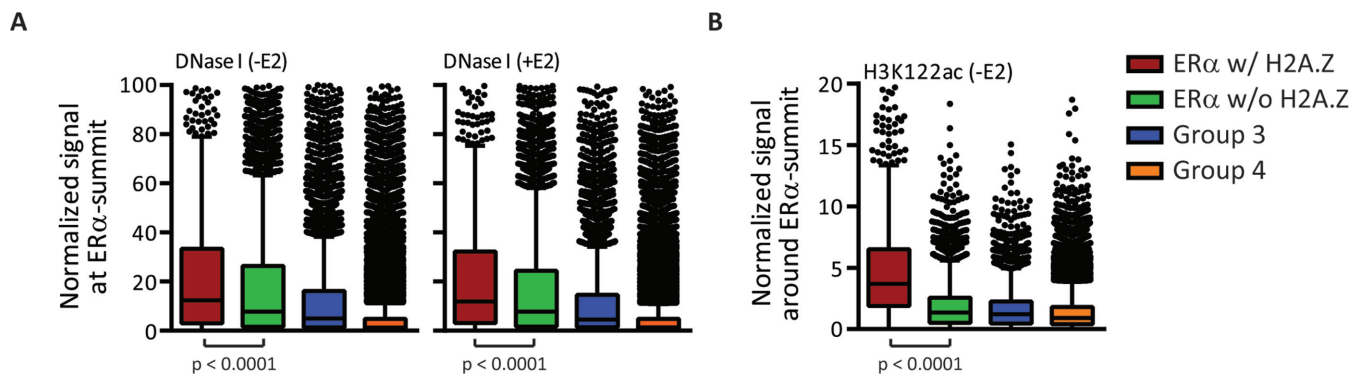 A
DNase I (-E2)
DNase I (+E2)
Normalized signal
at ERα-summit
100
80
60
40
20
0
p < 0.0001
p < 0.0001
B
H3K122ac (-E2)
Normalized signal
around ERα-summit
20
15
10
5
0
p < 0.0001
ERα w/ H2A.Z
ERα w/o H2A.Z
Group 3
Group 4